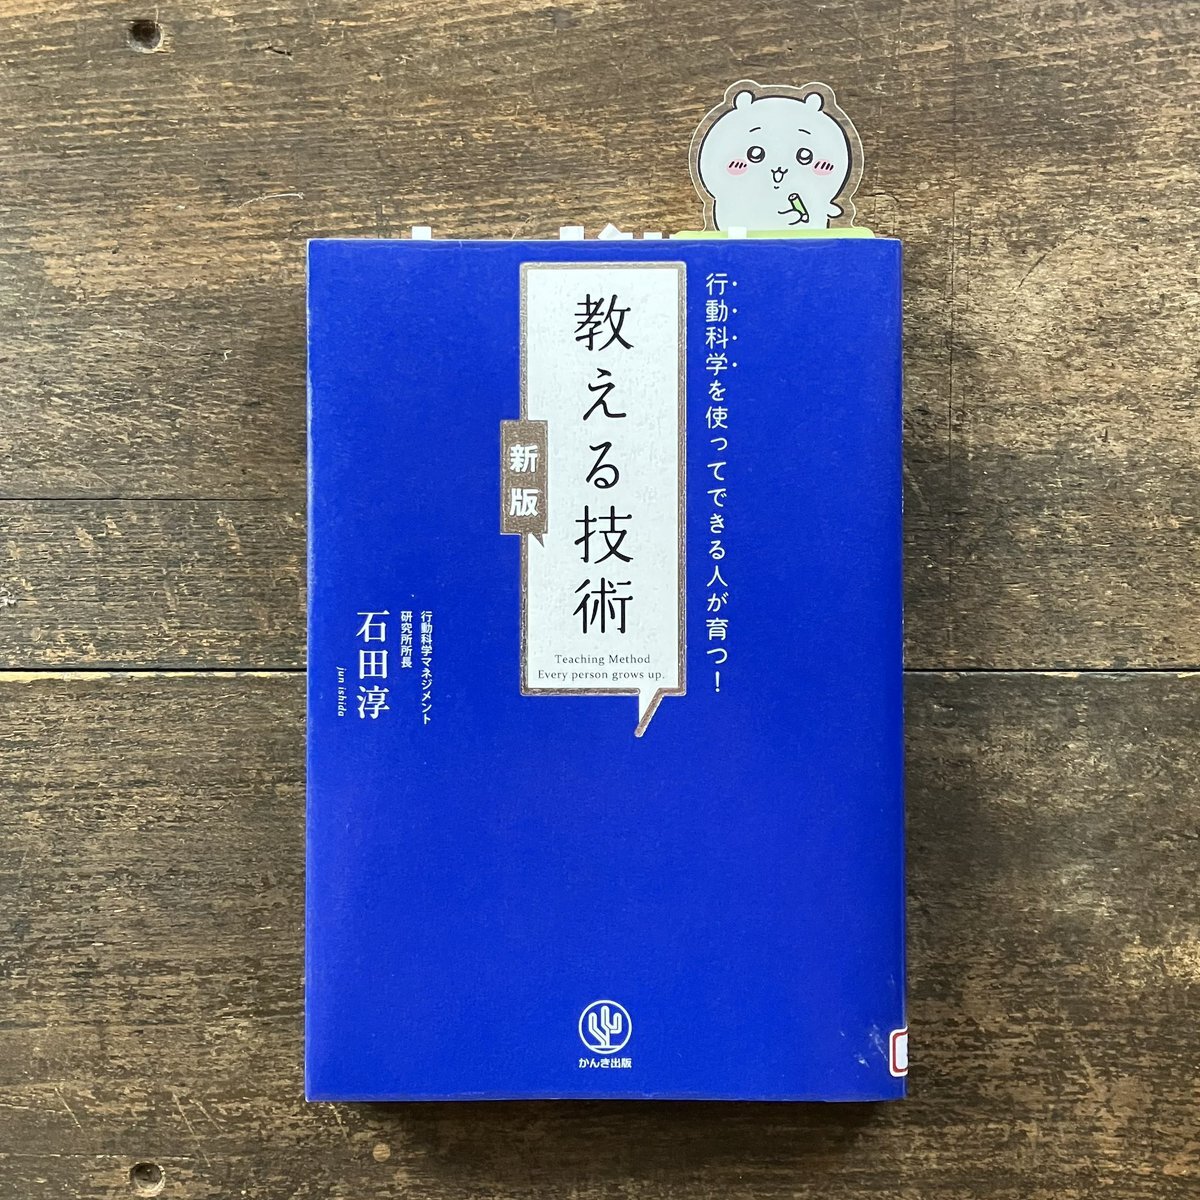 行動科学を使ってできる人が育つ！
教える技術
新版
Teaching Method
Every person grows up.
行動科学マネジメント
研究所所長
石田淳
jun ishida
かんき出版